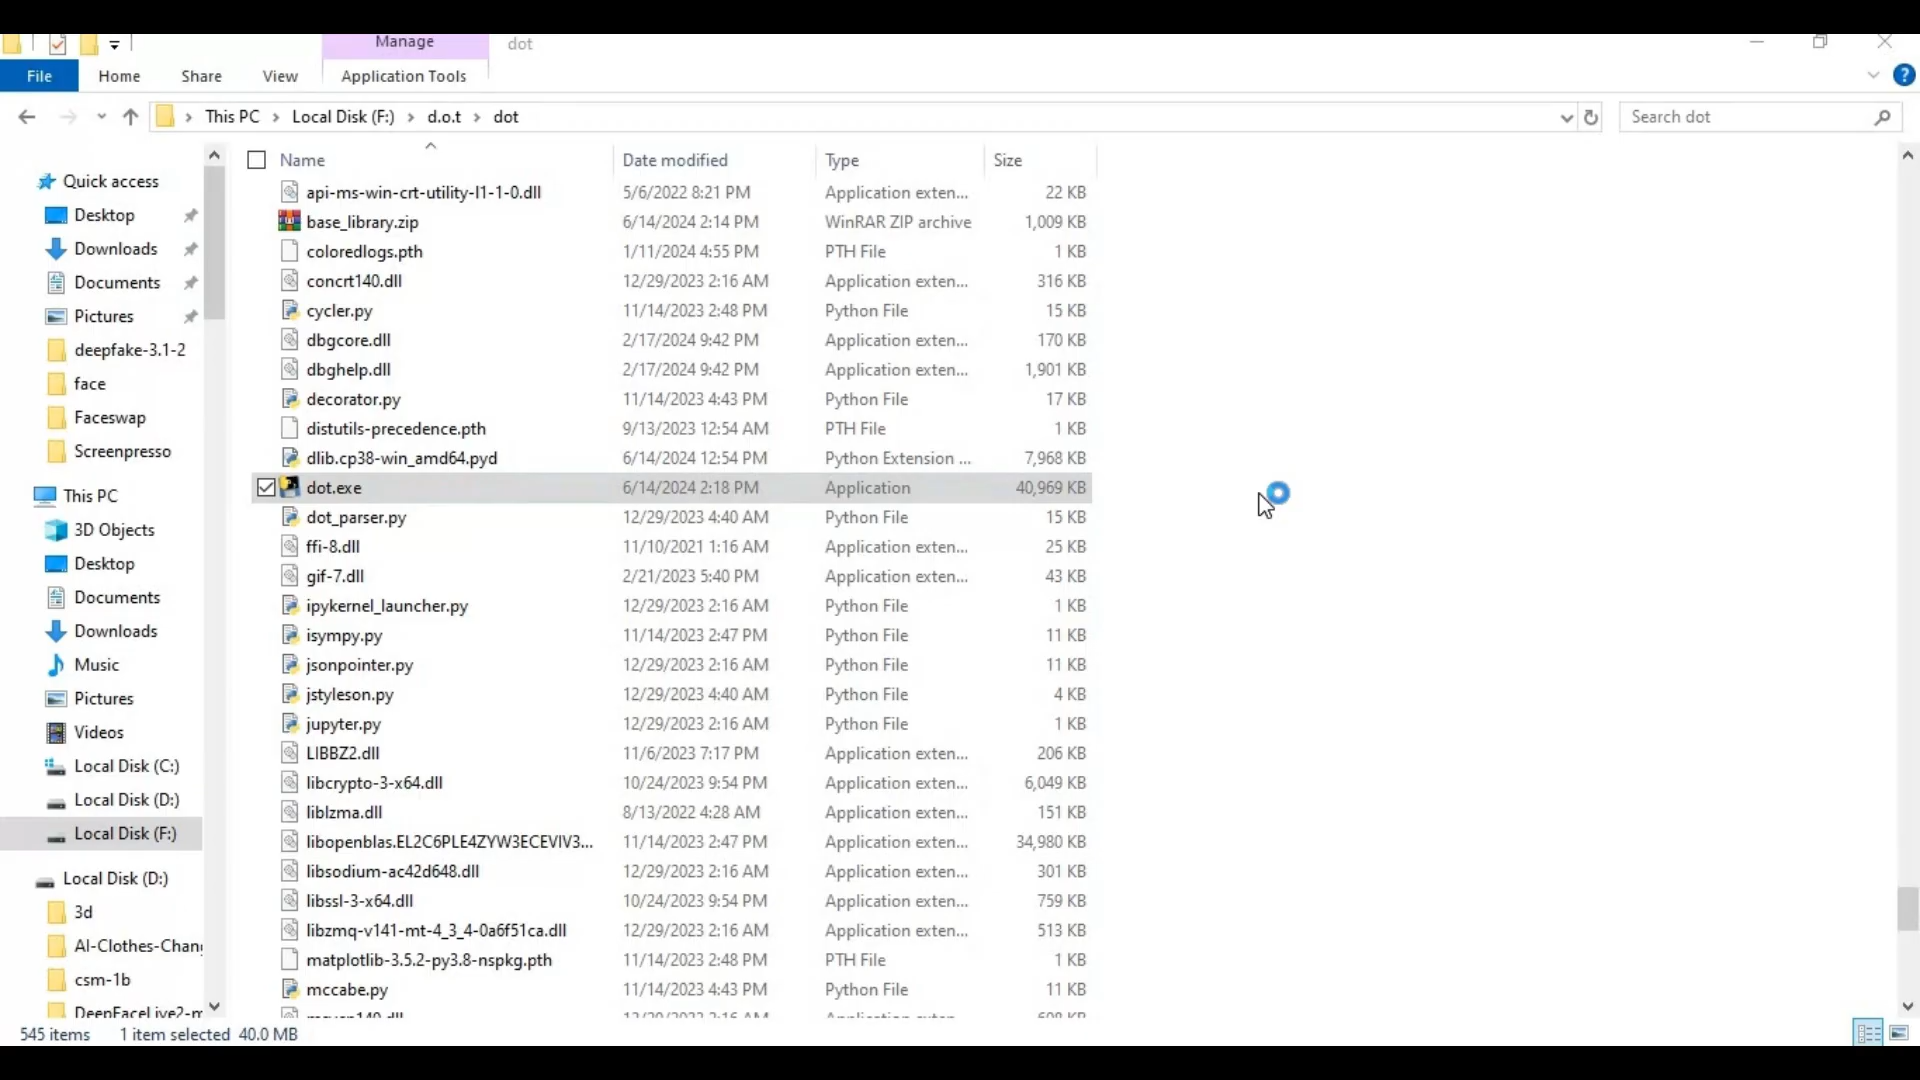 Manage
dot
File
Home
Share
View
Application Tools
This PC
Local Disk (F:)
d.o.t
dot
Search dot
Quick access
Desktop
Downloads
Documents
Pictures
deepfake-3.1-2
face
Faceswap
Screenpresso
This PC
3D Objects
Desktop
Documents
Downloads
Music
Pictures
Videos
Local Disk (C:)
Local Disk (D:)
Local Disk (F:)
Local Disk (D:)
3d
AI-Clothes-Chan
csm-1b
DeepFaceLive2-m
Name Date modified Type Size
api-ms-win-crt-utility-l1-1-0.dll 5/6/2022 8:21 PM Application exten... 22 KB
base_library.zip 6/14/2024 2:14 PM WinRAR ZIP archive 1,009 KB
coloredlogs.pth 1/11/2024 4:55 PM PTH File 1 KB
concrt140.dll 12/29/2023 2:16 AM Application exten... 316 KB
cycler.py 11/14/2023 2:48 PM Python File 15 KB
dbgcore.dll 2/17/2024 9:42 PM Application exten... 170 KB
dbghelp.dll 2/17/2024 9:42 PM Application exten... 1,901 KB
decorator.py 11/14/2023 4:43 PM Python File 17 KB
distutils-precedence.pth 9/13/2023 12:54 AM PTH File 1 KB
dlib.cp38-win_amd64.pyd 6/14/2024 12:54 PM Python Extension ... 7,968 KB
dot.exe 6/14/2024 2:18 PM Application 40,969 KB
dot_parser.py 12/29/2023 4:40 AM Python File 15 KB
ffi-8.dll 11/10/2021 1:16 AM Application exten... 25 KB
gif-7.dll 2/21/2023 5:40 PM Application exten... 43 KB
ipykernel_launcher.py 12/29/2023 2:16 AM Python File 1 KB
isympy.py 11/14/2023 2:47 PM Python File 11 KB
jsonpointer.py 12/29/2023 2:16 AM Python File 11 KB
jstyleson.py 12/29/2023 4:40 AM Python File 4 KB
jupyter.py 12/29/2023 2:16 AM Python File 1 KB
LIBBZ2.dll 11/6/2023 7:17 PM Application exten... 206 KB
libcrypto-3-x64.dll 10/24/2023 9:54 PM Application exten... 6,049 KB
liblzma.dll 8/13/2022 4:28 AM Application exten... 151 KB
libopenblas.EL2C6PLE4ZYW3ECEVIV3... 11/14/2023 2:47 PM Application exten... 34,980 KB
libsodium-ac42d648.dll 12/29/2023 2:16 AM Application exten... 301 KB
libssl-3-x64.dll 10/24/2023 9:54 PM Application exten... 759 KB
libzmq-v141-mt-4_3_4-0a6f51ca.dll 12/29/2023 2:16 AM Application exten... 513 KB
matplotlib-3.5.2-py3.8-nspkg.pth 11/14/2023 2:48 PM PTH File 1 KB
mccabe.py 11/14/2023 4:43 PM Python File 11 KB
545 items 1 item selected 40.0 MB